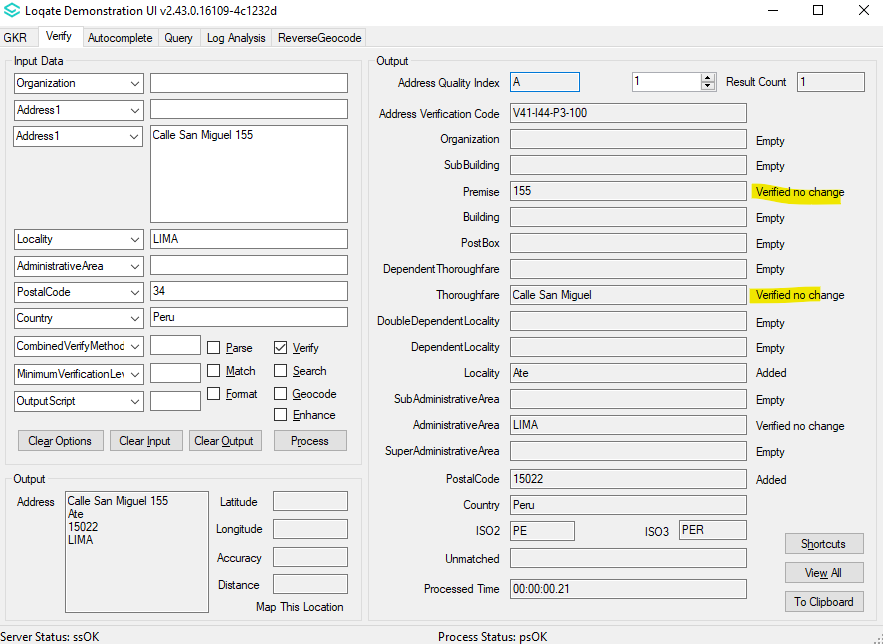 Loqate Demonstration UI v2.43.0.16109-4c1232d
GKR Verify Autocomplete Query Log Analysis ReverseGeocode
Input Data
Organization
Address1
Address1 Calle San Miguel 155
Locality LIMA
AdministrativeArea
PostalCode 34
Country Peru
CombinedVerifyMethod Parse Verify
MinimumVerificationLev Match Search
OutputScript Format Geocode
Enhance
Clear Options Clear Input Clear Output Process
Output
Address Calle San Miguel 155
Ate
15022
LIMA
Latitude
Longitude
Accuracy
Distance
Map This Location
Output
Address Quality Index A 1 Result Count 1
Address Verification Code V41-I44-P3-100
Organization Empty
SubBuilding Empty
Premise 155 Verified no change
Building Empty
PostBox Empty
DependentThoroughfare Empty
Thoroughfare Calle San Miguel Verified no change
DoubleDependentLocality Empty
DependentLocality Empty
Locality Ate Added
SubAdministrativeArea Empty
AdministrativeArea LIMA Verified no change
SuperAdministrativeArea Empty
PostalCode 15022 Added
Country Peru
ISO2 PE ISO3 PER
Unmatched
Processed Time 00:00:00.21
Shortcuts
View All
To Clipboard
Server Status: ssOK Process Status: psOK